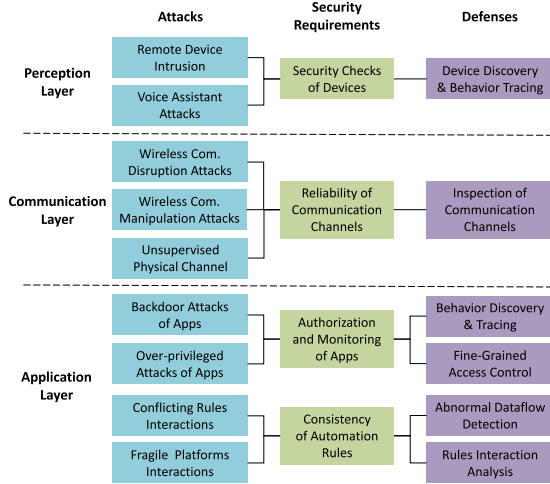 Attacks
Security
Requirements
Defenses
Perception
Layer
Remote Device
Intrusion
Voice Assistant
Attacks
Security Checks
of Devices
Device Discovery
& Behavior Tracing
Communication
Layer
Wireless Com.
Disruption Attacks
Wireless Com.
Manipulation Attacks
Unsupervised
Physical Channel
Reliability of
Communication
Channels
Inspection of
Communication
Channels
Application
Layer
Backdoor Attacks
of Apps
Over-privileged
Attacks of Apps
Authorization
and Monitoring
of Apps
Behavior Discovery
& Tracing
Fine-Grained
Access Control
Conflicting Rules
Interactions
Fragile Platforms
Interactions
Consistency
of Automation
Rules
Abnormal Dataflow
Detection
Rules Interaction
Analysis